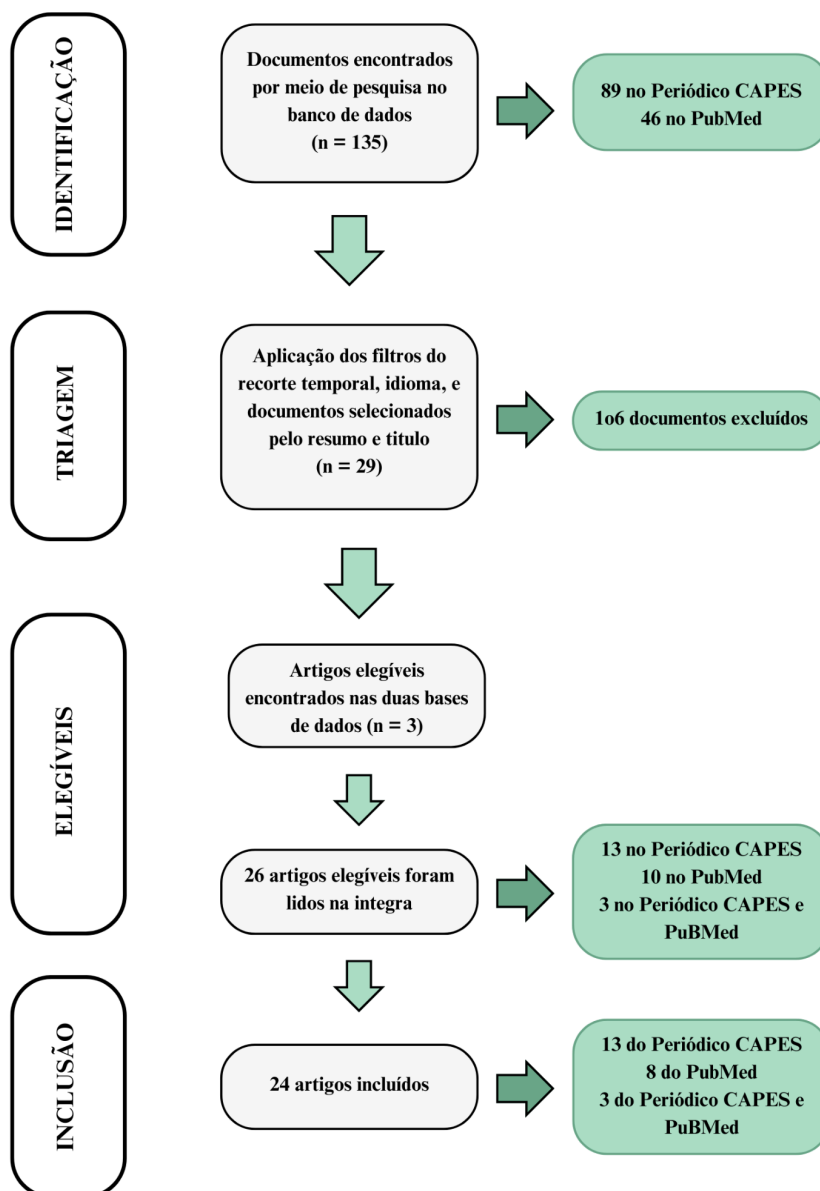 IDENTIFICAÇÃO
Documentos encontrados
por meio de pesquisa no
banco de dados
(n = 135)
89 no Periódico CAPES
46 no PubMed
TRIAGEM
Aplicação dos filtros do
recorte temporal, idioma, e
documentos selecionados
pelo resumo e titulo
(n = 29)
1o6 documentos excluídos
ELEGÍVEIS
Artigos elegíveis
encontrados nas duas bases
de dados (n = 3)
26 artigos elegíveis foram
lidos na integra
13 no Periódico CAPES
10 no PubMed
3 no Periódico CAPES e
PuBMed
INCLUSÃO
24 artigos incluídos
13 do Periódico CAPES
8 do PubMed
3 do Periódico CAPES e
PuBMed